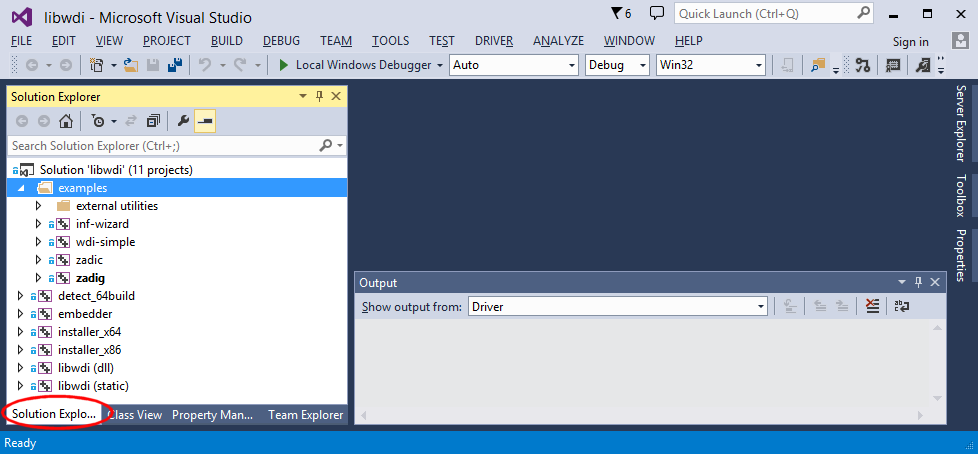 libwdi - Microsoft Visual Studio
6
Quick Launch (Ctrl+Q)
FILE EDIT VIEW PROJECT BUILD DEBUG TEAM TOOLS TEST DRIVER ANALYZE WINDOW HELP
Sign in
Local Windows Debugger Auto Debug Win32
Solution Explorer
Search Solution Explorer (Ctrl+;)
Solution 'libwdi' (11 projects)
examples
external utilities
inf-wizard
wdi-simple
zadic
zadig
detect_64build
embedder
installer_x64
installer_x86
libwdi (dll)
libwdi (static)
Solution Explo... Class View Property Man... Team Explorer
Output
Show output from: Driver
ab
c
Server Explorer
Toolbox
Properties
Ready